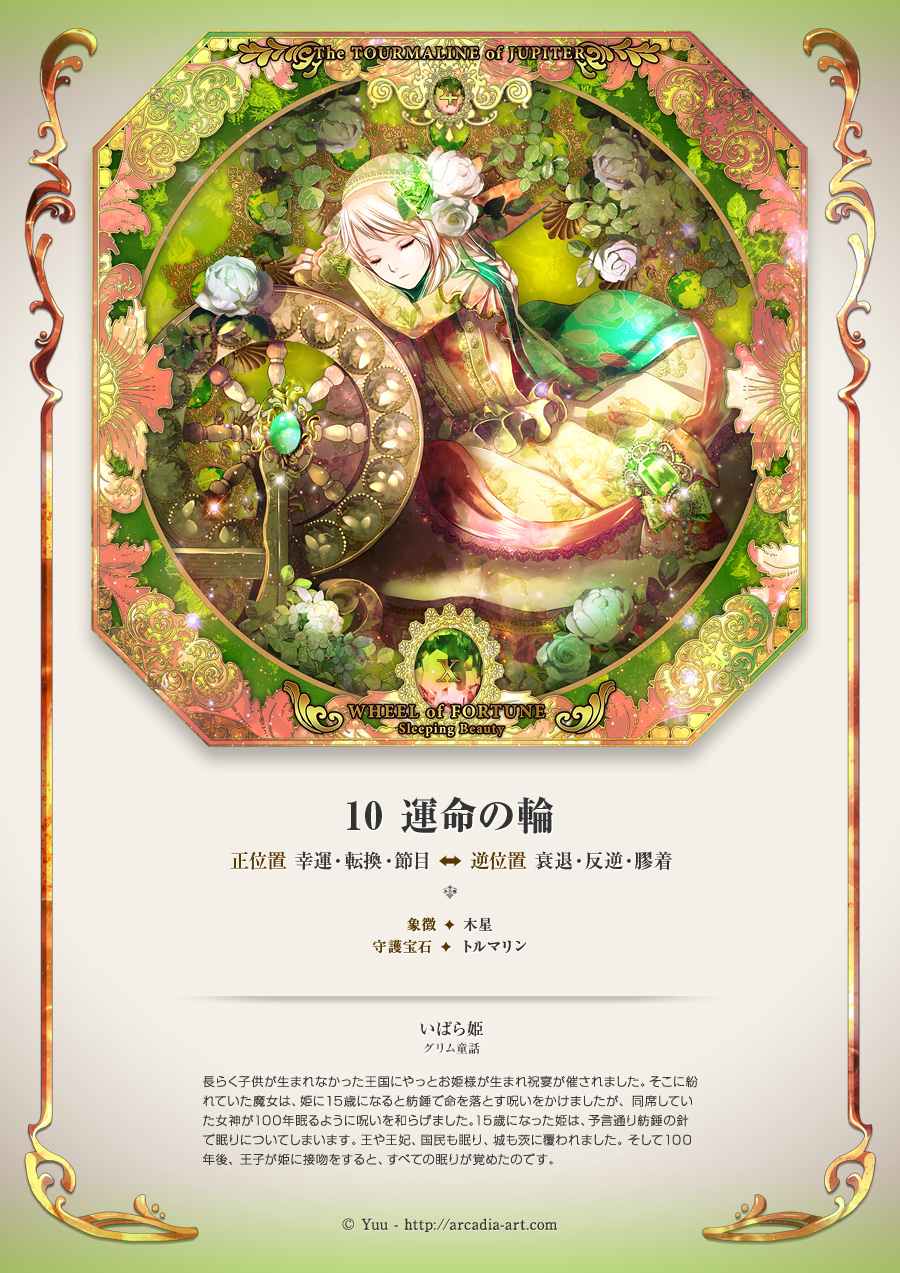 The TOURMALINE of JUPITER
♃
X
WHEEL of FORTUNE
Sleeping Beauty
10 運命の輪
正位置 幸運・転換・節目 ⬌ 逆位置 衰退・反逆・膠着
象徴 ✦ 木星
守護宝石 ✦ トルマリン
いばら姫
グリム童話
長らく子供が生まれなかった王国にやっとお姫様が生まれ祝宴が催されました。そこに紛
れていた魔女は、姫に15歳になると紡錘で命を落とす呪いをかけましたが、同席してい
た女神が100年眠るように呪いを和らげました。15歳になった姫は、予言通り紡錘の針
で眠りについてしまいます。王や王妃、国民も眠り、城も茨に覆われました。そして100
年後、王子が姫に接吻をすると、すべての眠りが覚めたのです。
© Yuu - http://arcadia-art.com